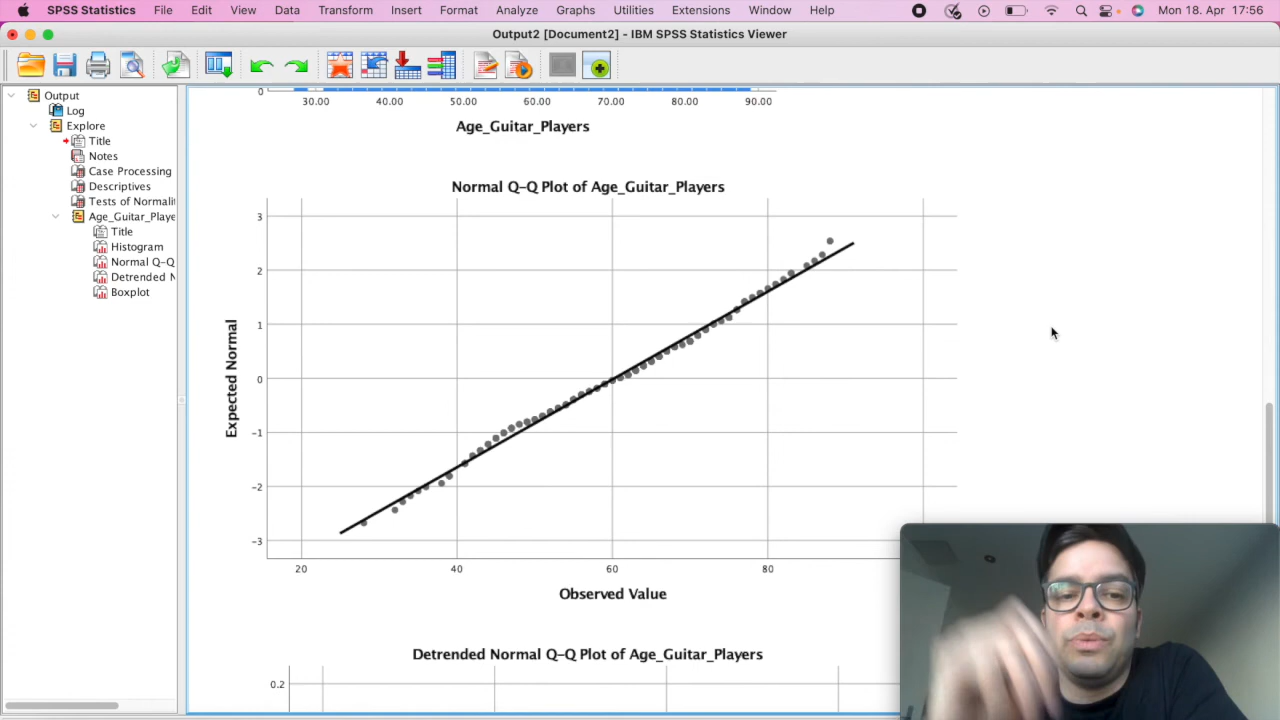 SPSS Statistics File Edit View Data Transform Insert Format Analyze Graphs Utilities Extensions Window Help Mon 18. Apr 17:56
Output2 [Document2] - IBM SPSS Statistics Viewer
Output
Log
Explore
Title
Notes
Case Processing
Descriptives
Tests of Normali
Age_Guitar_Playe
Title
Histogram
Normal Q-Q
Detrended N
Boxplot
0
30.00 40.00 50.00 60.00 70.00 80.00 90.00
Age_Guitar_Players
Normal Q-Q Plot of Age_Guitar_Players
3
2
1
0
-1
-2
-3
Expected Normal
20 40 60 80
Observed Value
Detrended Normal Q-Q Plot of Age_Guitar_Players
0.2